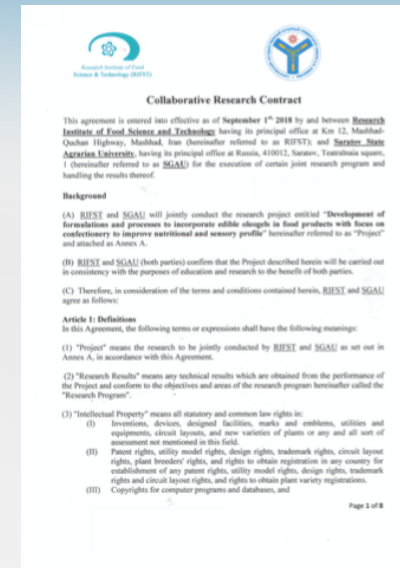 Research Institute of Food
Science & Technology (RIFST)
Collaborative Research Contract
This agreement is entered into effective as of September 1st 2018 by and between Research
Institute of Food Science and Technology having its principal office at Km 12, Mashhad-
Quchan Highway, Mashhad, Iran (hereinafter referred to as RIFST); and Saratov State
Agrarian University, having its principal office at Russia, 410012, Saratov, Teatralnaia square,
1 (hereinafter referred to as SGAU) for the execution of certain joint research program and
handling the results thereof.
Background
(A) RIFST and SGAU will jointly conduct the research project entitled "Development of
formulations and processes to incorporate edible oleogels in food products with focus on
confectionery to improve nutritional and sensory profile" hereinafter referred to as "Project"
and attached as Annex A.
(B) RIFST and SGAU (both parties) confirm that the Project described herein will be carried out
in consistency with the purposes of education and research to the benefit of both parties.
(C) Therefore, in consideration of the terms and conditions contained herein, RIFST and SGAU
agree as follows:
Article 1: Definitions
In this Agreement, the following terms or expressions shall have the following meanings:
(1) "Project" means the research to be jointly conducted by RIFST and SGAU as set out in
Annex A, in accordance with this Agreement.
(2) "Research Results" means any technical results which are obtained from the performance of
the Project and conform to the objectives and areas of the research program hereinafter called the
"Research Program".
(3) "Intellectual Property" means all statutory and common law rights in:
(I) Inventions, devices, designed facilities, marks and emblems, utilities and
equipments, circuit layouts, and new varieties of plants or any and all sort of
assessment not mentioned in this field.
(II) Patent rights, utility model rights, design rights, trademark rights, circuit layout
rights, plant breeders' rights, and rights to obtain registration in any country for
establishment of any patent rights, utility model rights, design rights, trademark
rights and circuit layout rights, and rights to obtain plant variety registrations.
(III) Copyrights for computer programs and databases, and
Page 1 of 8